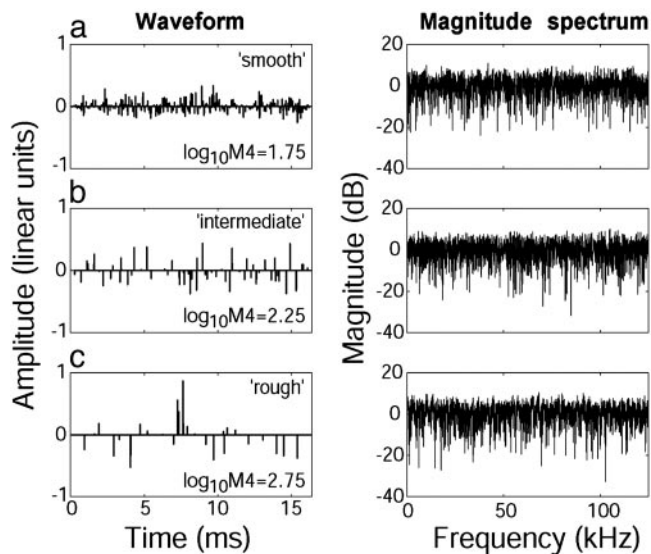 Waveform
Magnitude spectrum
a
1
0
-1
'smooth'
log10M4=1.75
20
0
-20
-40
b
1
0
-1
'intermediate'
log10M4=2.25
20
0
-20
-40
c
1
0
-1
'rough'
log10M4=2.75
20
0
-20
-40
0 5 10 15
0 50 100
Time (ms)
Frequency (kHz)
Amplitude (linear units)
Magnitude (dB)